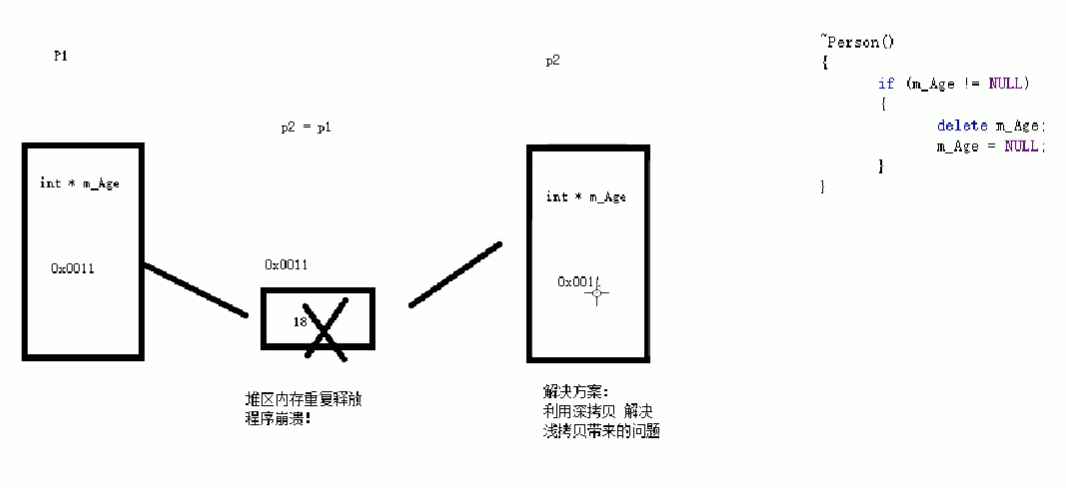 P1
p2
p2 = p1
int * m_Age
0x0011
0x0011
18
int * m_Age
0x0011
堆区内存重复释放
程序崩溃!
解决方案:
利用深拷贝 解决
浅拷贝带来的问题
~Person()
{
if (m_Age != NULL)
{
delete m_Age;
m_Age = NULL;
}
}